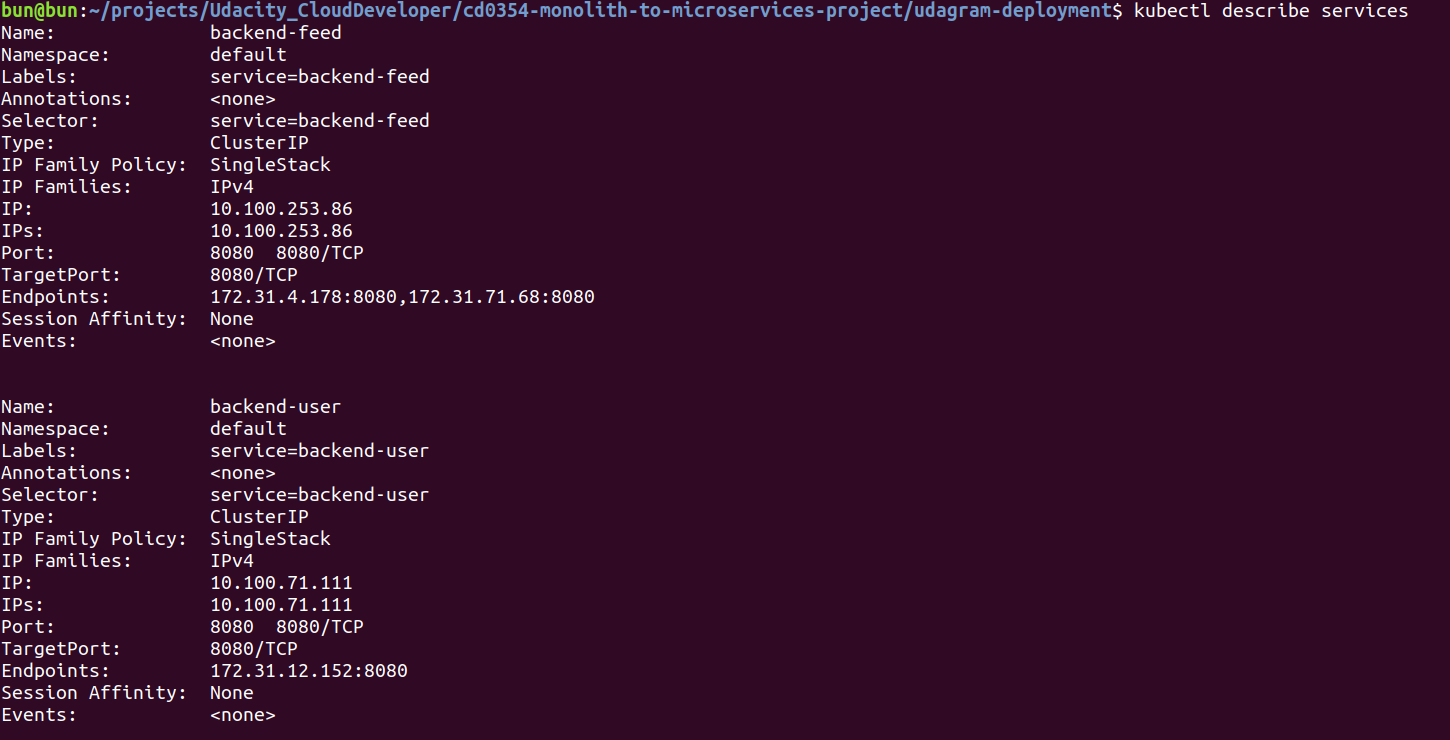 bun@bun:~/projects/Udacity_CloudDeveloper/cd0354-monolith-to-microservices-project/udagram-deployment$ kubectl describe services
Name:              backend-feed
Namespace:         default
Labels:            service=backend-feed
Annotations:       <none>
Selector:          service=backend-feed
Type:              ClusterIP
IP Family Policy:  SingleStack
IP Families:       IPv4
IP:                10.100.253.86
IPs:               10.100.253.86
Port:              8080  8080/TCP
TargetPort:        8080/TCP
Endpoints:         172.31.4.178:8080,172.31.71.68:8080
Session Affinity:  None
Events:            <none>


Name:              backend-user
Namespace:         default
Labels:            service=backend-user
Annotations:       <none>
Selector:          service=backend-user
Type:              ClusterIP
IP Family Policy:  SingleStack
IP Families:       IPv4
IP:                10.100.71.111
IPs:               10.100.71.111
Port:              8080  8080/TCP
TargetPort:        8080/TCP
Endpoints:         172.31.12.152:8080
Session Affinity:  None
Events:            <none>